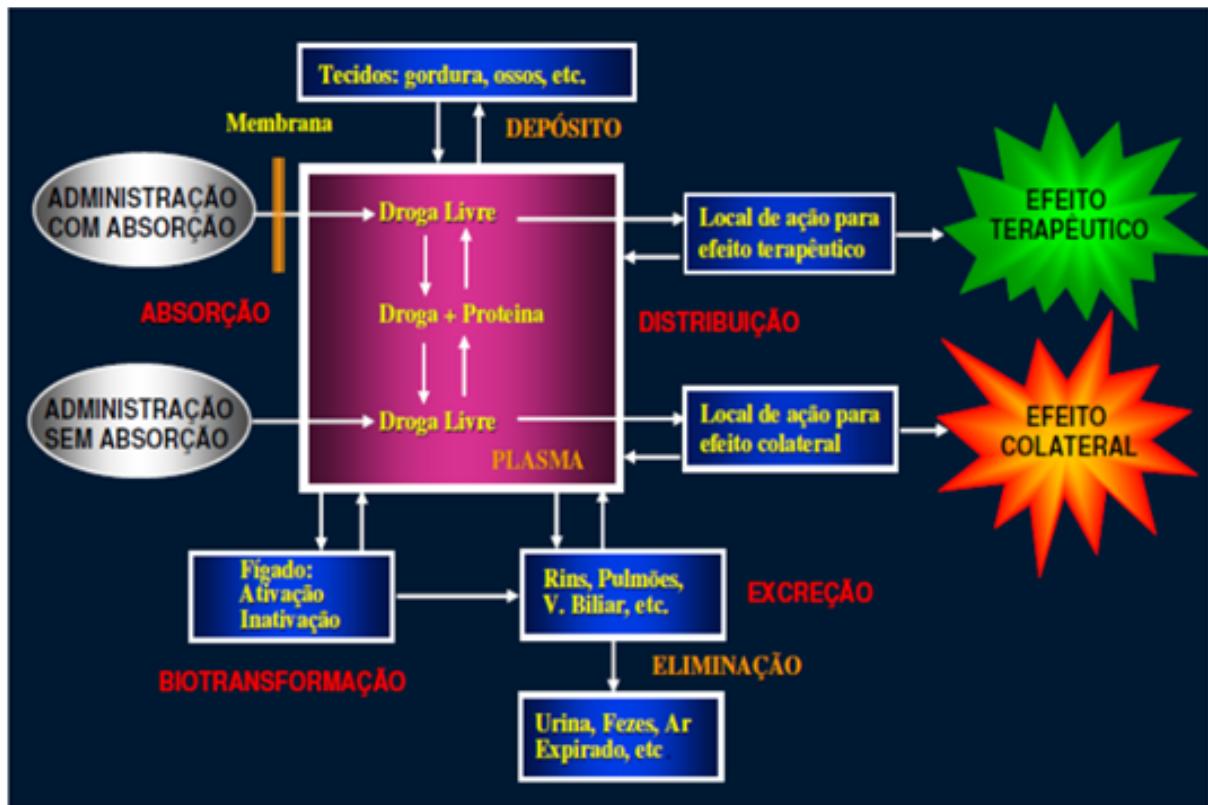 Tecidos: gordura, ossos, etc.
Membrana
DEPÓSITO
ADMINISTRAÇÃO
COM ABSORÇÃO
Droga Livre
Local de ação para
efeito terapêutico
EFEITO
TERAPÊUTICO
ABSORÇÃO
Droga + Proteina
DISTRIBUIÇÃO
ADMINISTRAÇÃO
SEM ABSORÇÃO
Droga Livre
PLASMA
Local de ação para
efeito colateral
EFEITO
COLATERAL
Fígado:
Ativação
Inativação
Rins, Pulmões,
V. Biliar, etc.
EXCREÇÃO
BIOTRANSFORMAÇÃO
ELIMINAÇÃO
Urina, Fezes, Ar
Expirado, etc